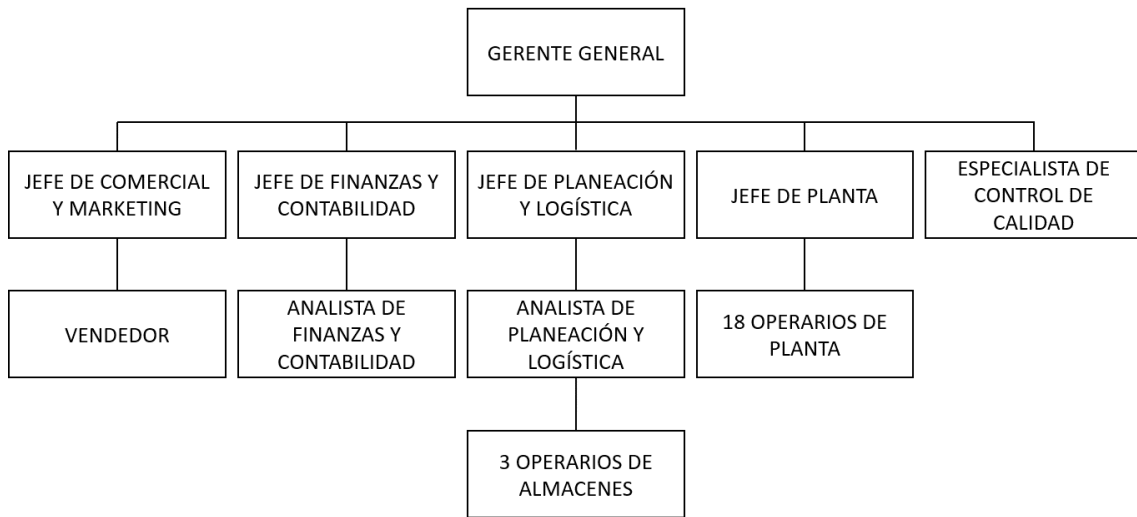 GERENTE GENERAL
JEFE DE COMERCIAL
Y MARKETING
JEFE DE FINANZAS Y
CONTABILIDAD
JEFE DE PLANEACIÓN
Y LOGÍSTICA
JEFE DE PLANTA
ESPECIALISTA DE
CONTROL DE
CALIDAD
VENDEDOR
ANALISTA DE
FINANZAS Y
CONTABILIDAD
ANALISTA DE
PLANEACIÓN Y
LOGÍSTICA
18 OPERARIOS DE
PLANTA
3 OPERARIOS DE
ALMACENES